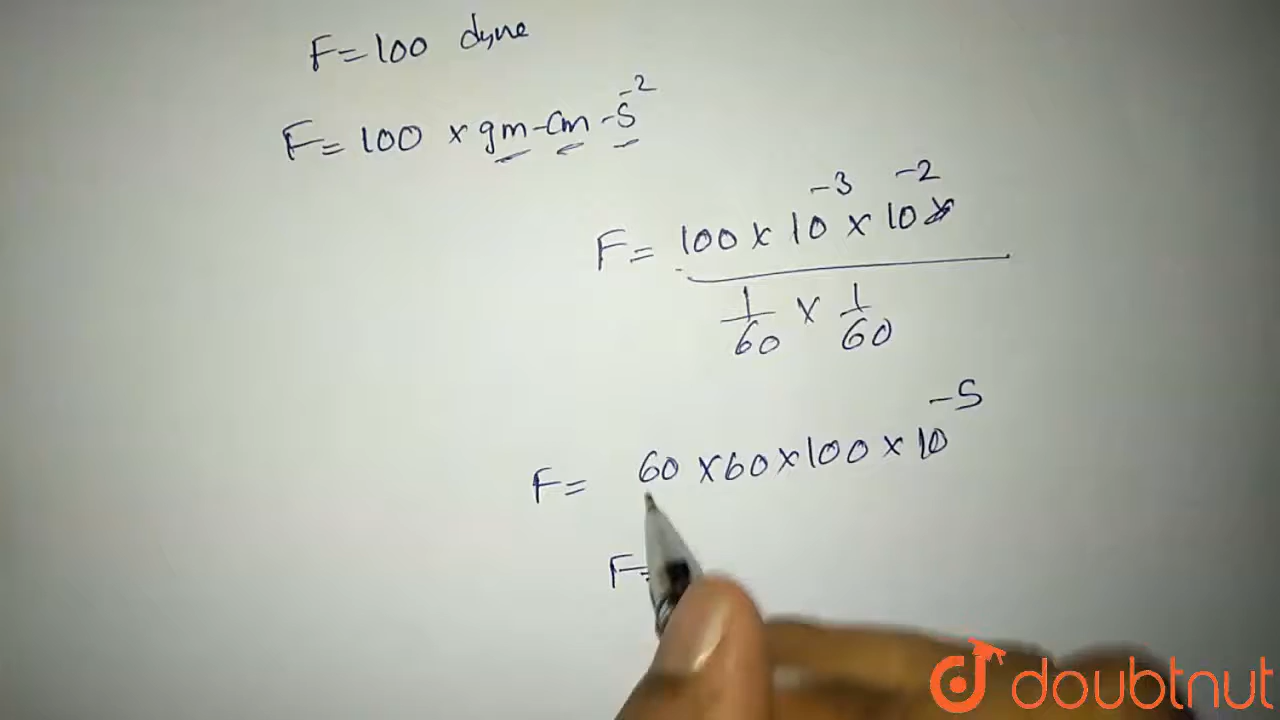 F=100 dyne
F=100 x gm-cm-s^-2
F= 100 x 10^-3 x 10^-2 x
1/60 x 1/60
F= 60 x 60 x 100 x 10^-5
F=
doubtnut